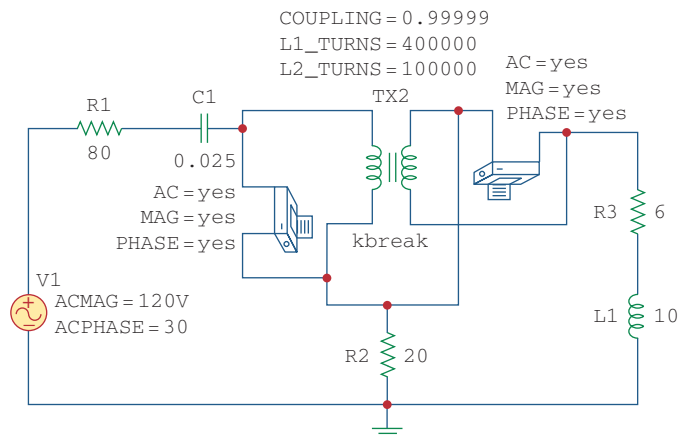 COUPLING=0.99999
L1_TURNS=400000
L2_TURNS=100000
TX2
AC=yes
MAG=yes
PHASE=yes
R1
80
C1
0.025
AC=yes
MAG=yes
PHASE=yes
kbreak
R3 6
V1
ACMAG=120V
ACPHASE=30
L1 10
R2 20